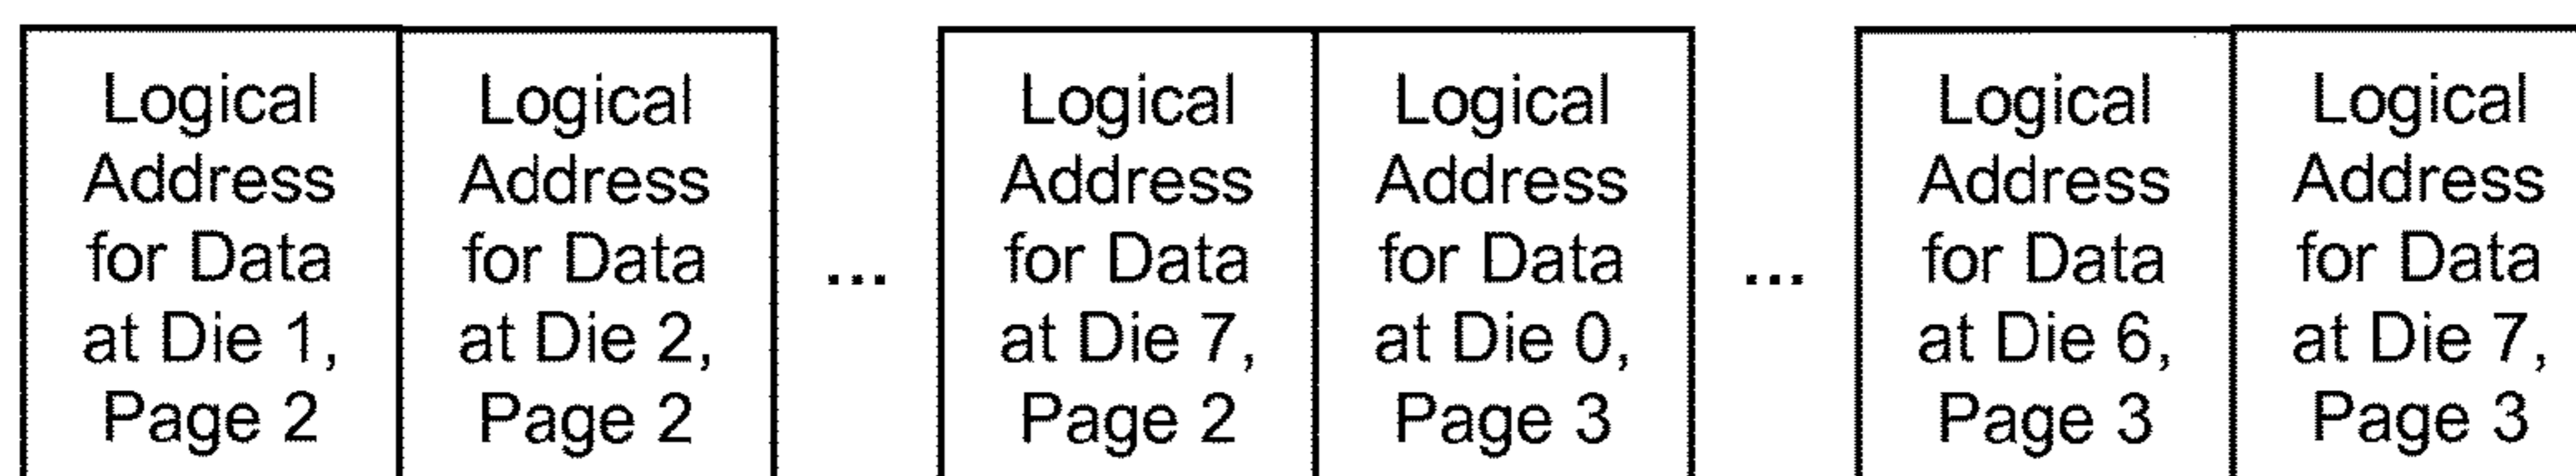 Logical
Address
for Data
at Die 1,
Page 2
Logical
Address
for Data
at Die 2,
Page 2
...
Logical
Address
for Data
at Die 7,
Page 2
Logical
Address
for Data
at Die 0,
Page 3
...
Logical
Address
for Data
at Die 6,
Page 3
Logical
Address
for Data
at Die 7,
Page 3